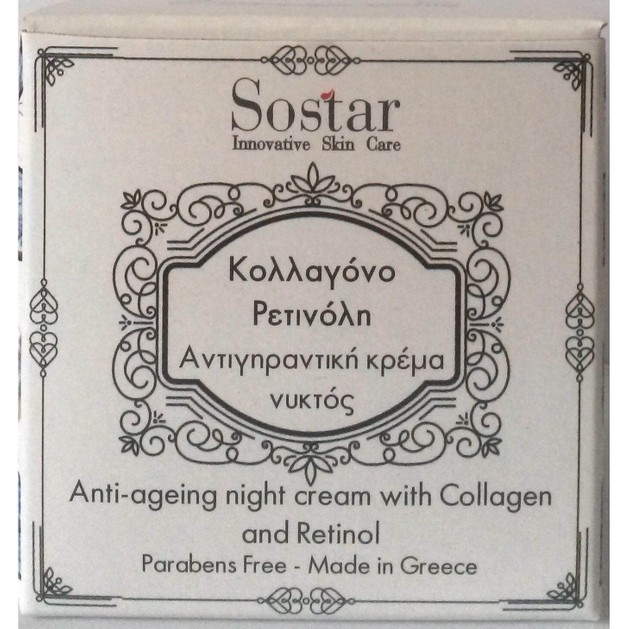 Sostar
Innovative Skin Care
Κολλαγόνο
Ρετινόλη
Αντιγηραντική κρέμα
νυκτός
Anti-ageing night cream with Collagen
and Retinol
Parabens Free - Made in Greece